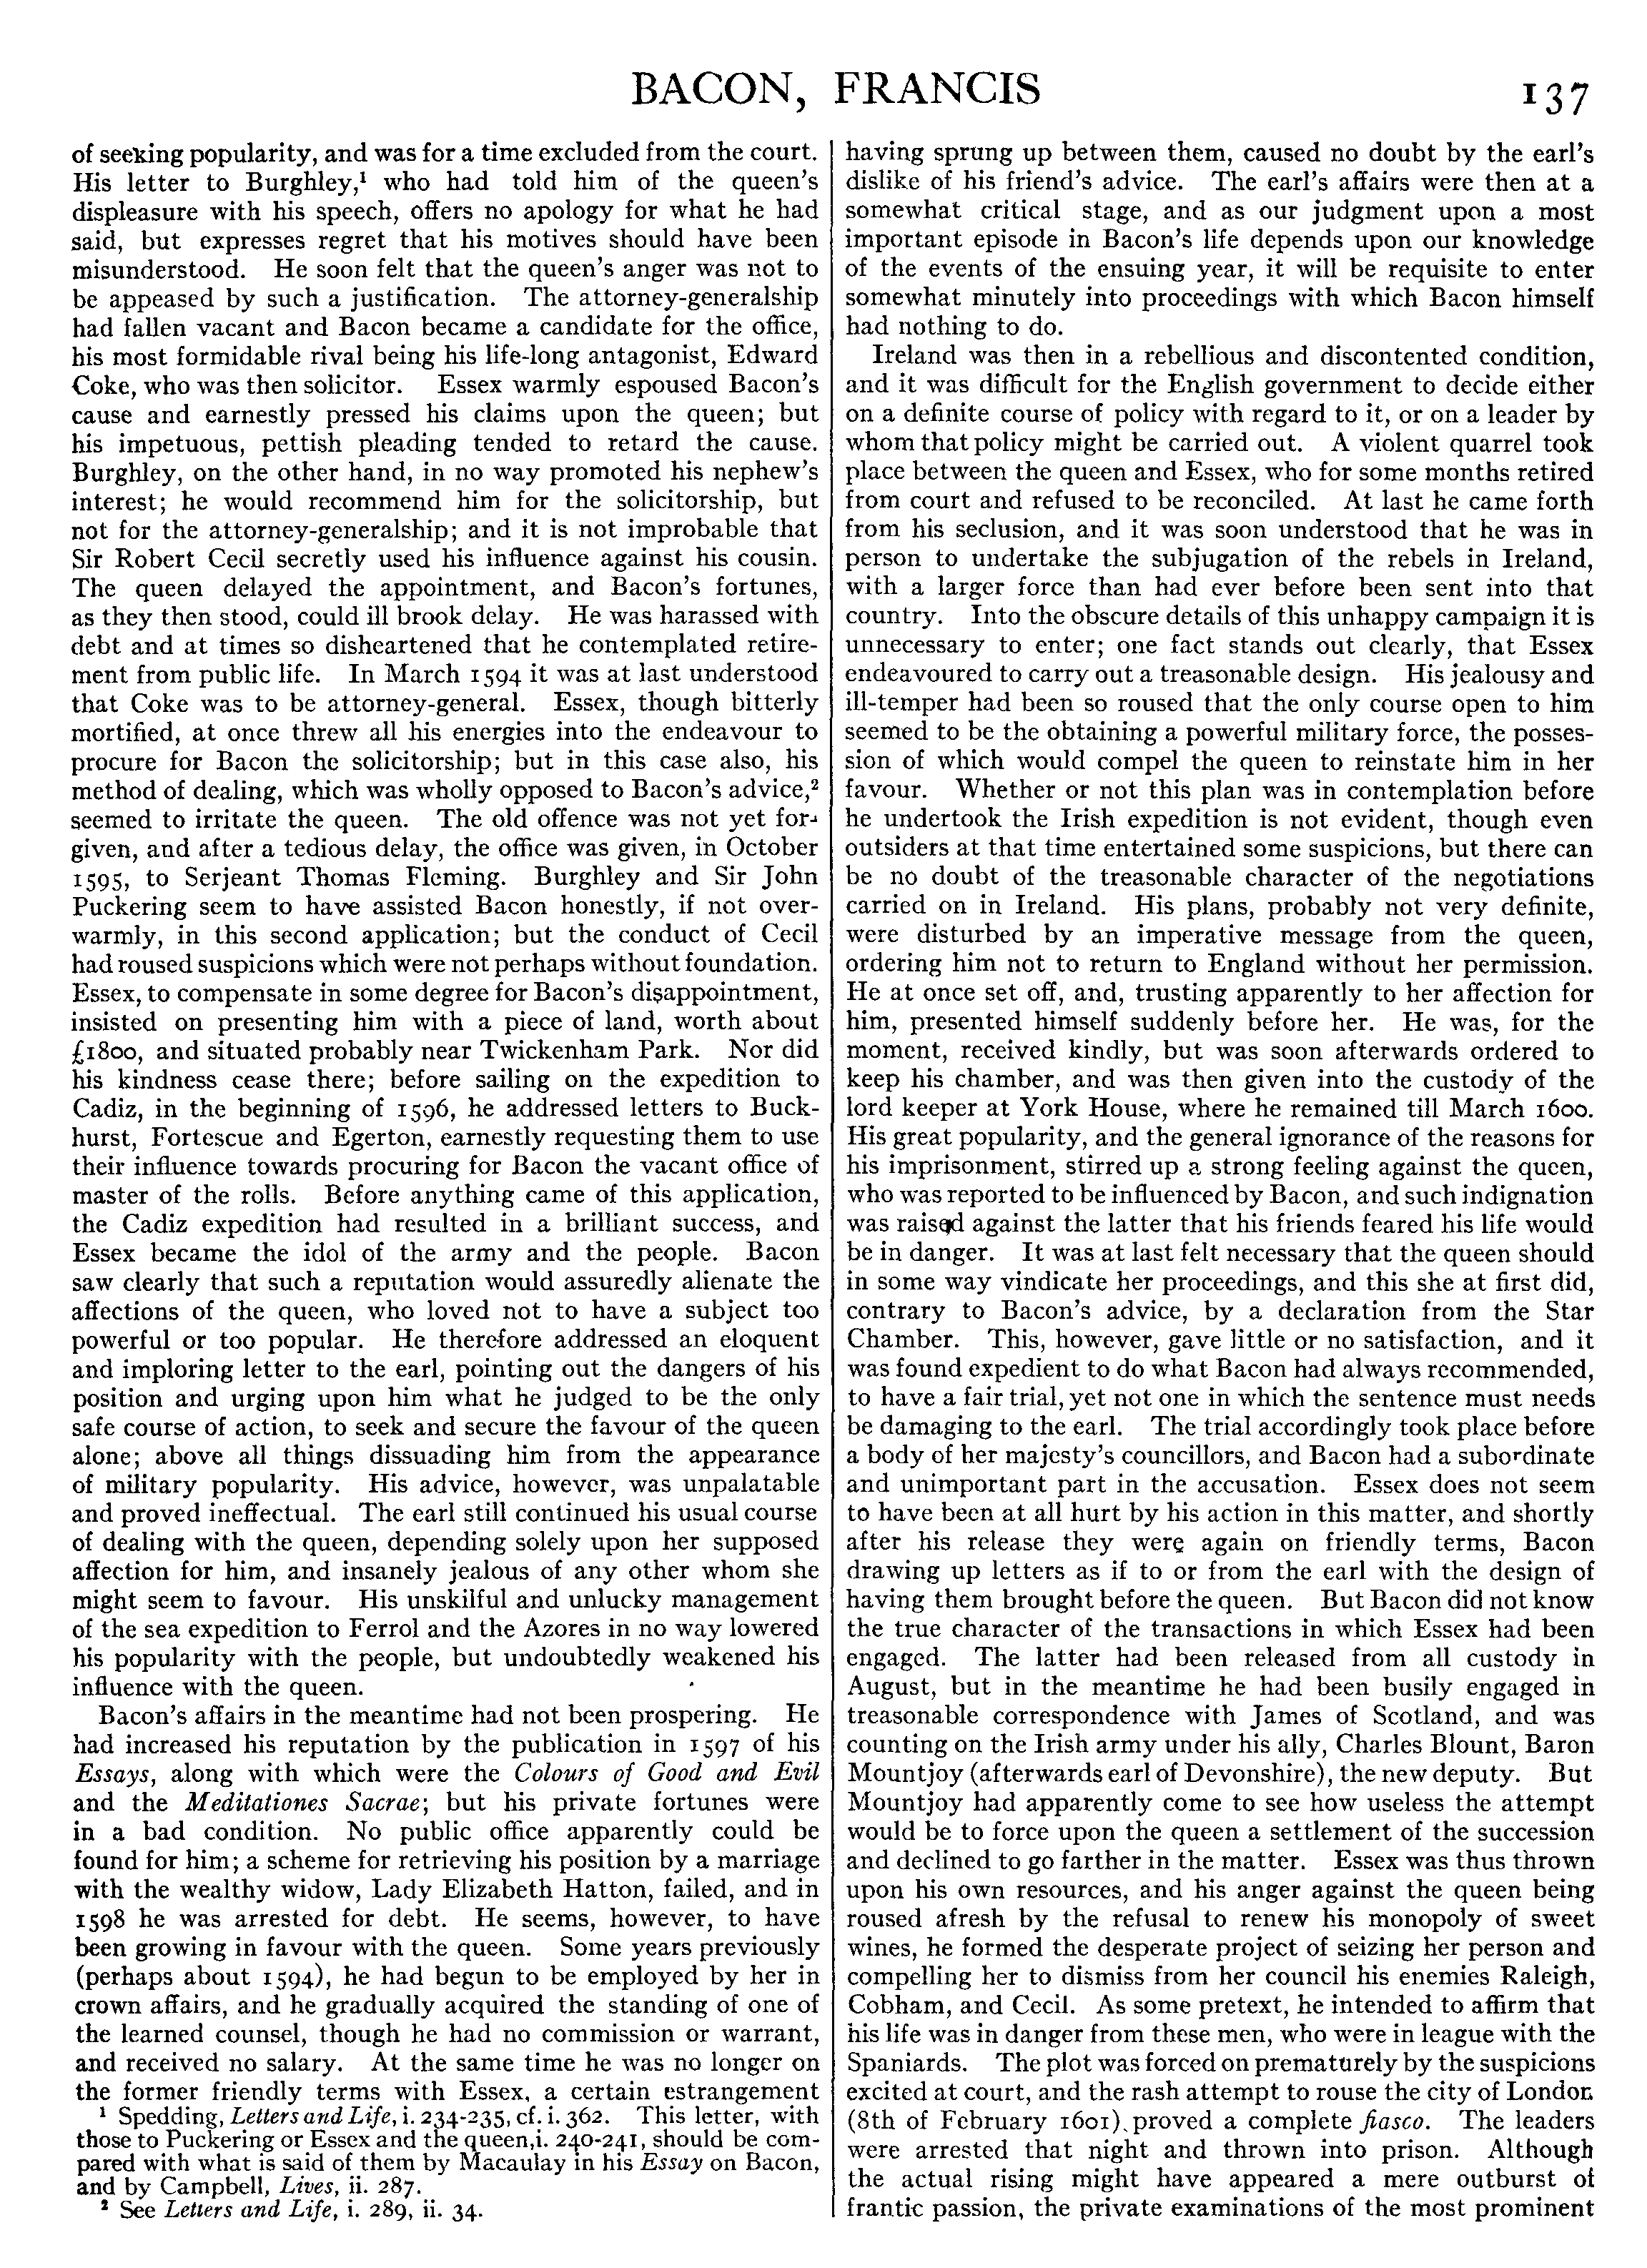 BACON, FRANCIS
137
of seeking popularity, and was for a time excluded from the court.
His letter to Burghley,¹ who had told him of the queen's
displeasure with his speech, offers no apology for what he had
said, but expresses regret that his motives should have been
misunderstood. He soon felt that the queen's anger was not to
be appeased by such a justification. The attorney-generalship
had fallen vacant and Bacon became a candidate for the office,
his most formidable rival being his life-long antagonist, Edward
Coke, who was then solicitor. Essex warmly espoused Bacon's
cause and earnestly pressed his claims upon the queen; but
his impetuous, pettish pleading tended to retard the cause.
Burghley, on the other hand, in no way promoted his nephew's
interest; he would recommend him for the solicitorship, but
not for the attorney-generalship; and it is not improbable that
Sir Robert Cecil secretly used his influence against his cousin.
The queen delayed the appointment, and Bacon's fortunes,
as they then stood, could ill brook delay. He was harassed with
debt and at times so disheartened that he contemplated retire-
ment from public life. In March 1594 it was at last understood
that Coke was to be attorney-general. Essex, though bitterly
mortified, at once threw all his energies into the endeavour to
procure for Bacon the solicitorship; but in this case also, his
method of dealing, which was wholly opposed to Bacon's advice,²
seemed to irritate the queen. The old offence was not yet for-
given, and after a tedious delay, the office was given, in October
1595, to Serjeant Thomas Fleming. Burghley and Sir John
Puckering seem to have assisted Bacon honestly, if not over-
warmly, in this second application; but the conduct of Cecil
had roused suspicions which were not perhaps without foundation.
Essex, to compensate in some degree for Bacon's disappointment,
insisted on presenting him with a piece of land, worth about
£1800, and situated probably near Twickenham Park. Nor did
his kindness cease there; before sailing on the expedition to
Cadiz, in the beginning of 1596, he addressed letters to Buck-
hurst, Fortescue and Egerton, earnestly requesting them to use
their influence towards procuring for Bacon the vacant office of
master of the rolls. Before anything came of this application,
the Cadiz expedition had resulted in a brilliant success, and
Essex became the idol of the army and the people. Bacon
saw clearly that such a reputation would assuredly alienate the
affections of the queen, who loved not to have a subject too
powerful or too popular. He therefore addressed an eloquent
and imploring letter to the earl, pointing out the dangers of his
position and urging upon him what he judged to be the only
safe course of action, to seek and secure the favour of the queen
alone; above all things dissuading him from the appearance
of military popularity. His advice, however, was unpalatable
and proved ineffectual. The earl still continued his usual course
of dealing with the queen, depending solely upon her supposed
affection for him, and insanely jealous of any other whom she
might seem to favour. His unskilful and unlucky management
of the sea expedition to Ferrol and the Azores in no way lowered
his popularity with the people, but undoubtedly weakened his
influence with the queen.
Bacon's affairs in the meantime had not been prospering. He
had increased his reputation by the publication in 1597 of his
Essays, along with which were the Colours of Good and Evil
and the Meditationes Sacrae; but his private fortunes were
in a bad condition. No public office apparently could be
found for him; a scheme for retrieving his position by a marriage
with the wealthy widow, Lady Elizabeth Hatton, failed, and in
1598 he was arrested for debt. He seems, however, to have
been growing in favour with the queen. Some years previously
(perhaps about 1594), he had begun to be employed by her in
crown affairs, and he gradually acquired the standing of one of
the learned counsel, though he had no commission or warrant,
and received no salary. At the same time he was no longer on
the former friendly terms with Essex, a certain estrangement
¹ Spedding, Letters and Life, i. 234-235, cf. i. 362. This letter, with
those to Puckering or Essex and the queen, i. 240-241, should be com-
pared with what is said of them by Macaulay in his Essay on Bacon,
and by Campbell, Lives, ii. 287.
² See Letters and Life, i. 289, ii. 34.
having sprung up between them, caused no doubt by the earl's
dislike of his friend's advice. The earl's affairs were then at a
somewhat critical stage, and as our judgment upon a most
important episode in Bacon's life depends upon our knowledge
of the events of the ensuing year, it will be requisite to enter
somewhat minutely into proceedings with which Bacon himself
had nothing to do.
Ireland was then in a rebellious and discontented condition,
and it was difficult for the English government to decide either
on a definite course of policy with regard to it, or on a leader by
whom that policy might be carried out. A violent quarrel took
place between the queen and Essex, who for some months retired
from court and refused to be reconciled. At last he came forth
from his seclusion, and it was soon understood that he was in
person to undertake the subjugation of the rebels in Ireland,
with a larger force than had ever before been sent into that
country. Into the obscure details of this unhappy campaign it is
unnecessary to enter; one fact stands out clearly, that Essex
endeavoured to carry out a treasonable design. His jealousy and
ill-temper had been so roused that the only course open to him
seemed to be the obtaining a powerful military force, the posses-
sion of which would compel the queen to reinstate him in her
favour. Whether or not this plan was in contemplation before
he undertook the Irish expedition is not evident, though even
outsiders at that time entertained some suspicions, but there can
be no doubt of the treasonable character of the negotiations
carried on in Ireland. His plans, probably not very definite,
were disturbed by an imperative message from the queen,
ordering him not to return to England without her permission.
He at once set off, and, trusting apparently to her affection for
him, presented himself suddenly before her. He was, for the
moment, received kindly, but was soon afterwards ordered to
keep his chamber, and was then given into the custody of the
lord keeper at York House, where he remained till March 1600.
His great popularity, and the general ignorance of the reasons for
his imprisonment, stirred up a strong feeling against the queen,
who was reported to be influenced by Bacon, and such indignation
was raised against the latter that his friends feared his life would
be in danger. It was at last felt necessary that the queen should
in some way vindicate her proceedings, and this she at first did,
contrary to Bacon's advice, by a declaration from the Star
Chamber. This, however, gave little or no satisfaction, and it
was found expedient to do what Bacon had always recommended,
to have a fair trial, yet not one in which the sentence must needs
be damaging to the earl. The trial accordingly took place before
a body of her majesty's councillors, and Bacon had a subordinate
and unimportant part in the accusation. Essex does not seem
to have been at all hurt by his action in this matter, and shortly
after his release they were again on friendly terms, Bacon
drawing up letters as if to or from the earl with the design of
having them brought before the queen. But Bacon did not know
the true character of the transactions in which Essex had been
engaged. The latter had been released from all custody in
August, but in the meantime he had been busily engaged in
treasonable correspondence with James of Scotland, and was
counting on the Irish army under his ally, Charles Blount, Baron
Mountjoy (afterwards earl of Devonshire), the new deputy. But
Mountjoy had apparently come to see how useless the attempt
would be to force upon the queen a settlement of the succession
and declined to go farther in the matter. Essex was thus thrown
upon his own resources, and his anger against the queen being
roused afresh by the refusal to renew his monopoly of sweet
wines, he formed the desperate project of seizing her person and
compelling her to dismiss from her council his enemies Raleigh,
Cobham, and Cecil. As some pretext, he intended to affirm that
his life was in danger from these men, who were in league with the
Spaniards. The plot was forced on prematurely by the suspicions
excited at court, and the rash attempt to rouse the city of London
(8th of February 1601) proved a complete fiasco. The leaders
were arrested that night and thrown into prison. Although
the actual rising might have appeared a mere outburst of
frantic passion, the private examinations of the most prominent